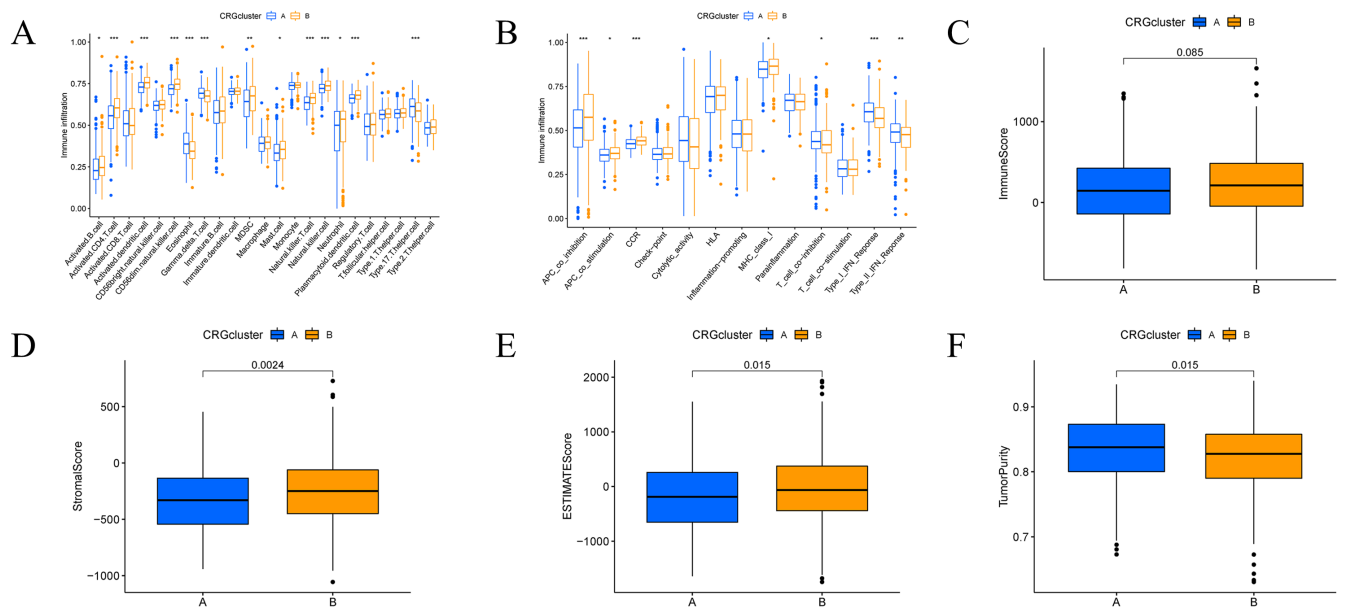 A
CRGcluster A B
* *** *** *** *** *** ** * *** *** * *** ***
Immune infiltration
1.00
0.75
0.50
0.25
0.00
Activated.B.cell
Activated.CD4.T.cell
Activated.CD8.T.cell
Activated.dendritic.cell
CD56bright.natural.killer.cell
CD56dim.natural.killer.cell
Eosinophil
Gamma.delta.T.cell
Immature.B.cell
Immature.dendritic.cell
MDSC
Macrophage
Mast.cell
Monocyte
Natural.killer.T.cell
Natural.killer.cell
Neutrophil
Plasmacytoid.dendritic.cell
Regulatory.T.cell
T.follicular.helper.cell
Type.1.T.helper.cell
Type.17.T.helper.cell
Type.2.T.helper.cell
B
CRGcluster A B
*** * *** * * *** **
Immune infiltration
1.00
0.75
0.50
0.25
0.00
APC_co_inhibition
APC_co_stimulation
CCR
Check-point
Cytolytic_activity
HLA
Inflammation-promoting
MHC_class_I
Parainflammation
T_cell_co-inhibition
T_cell_co-stimulation
Type_I_IFN_Reponse
Type_II_IFN_Reponse
C
CRGcluster A B
0.085
ImmuneScore
1000
0
A B
D
CRGcluster A B
0.0024
StromalScore
500
0
−500
−1000
A B
E
CRGcluster A B
0.015
ESTIMATEScore
2000
1000
0
−1000
A B
F
CRGcluster A B
0.015
TumorPurity
0.9
0.8
0.7
A B